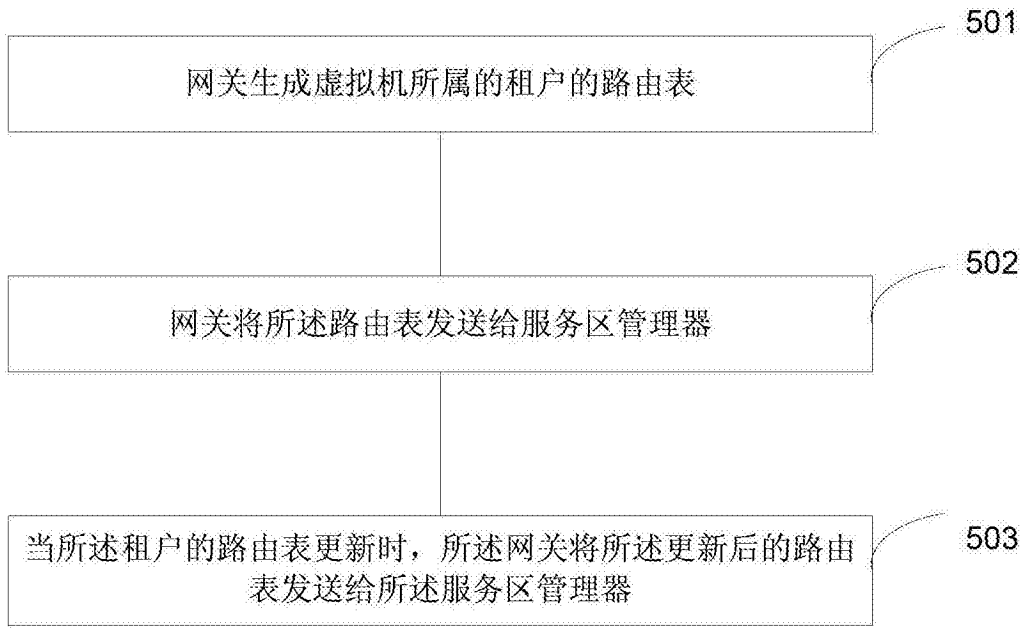 501
网关生成虚拟机所属的租户的路由表
502
网关将所述路由表发送给服务区管理器
503
当所述租户的路由表更新时，所述网关将所述更新后的路由
表发送给所述服务区管理器